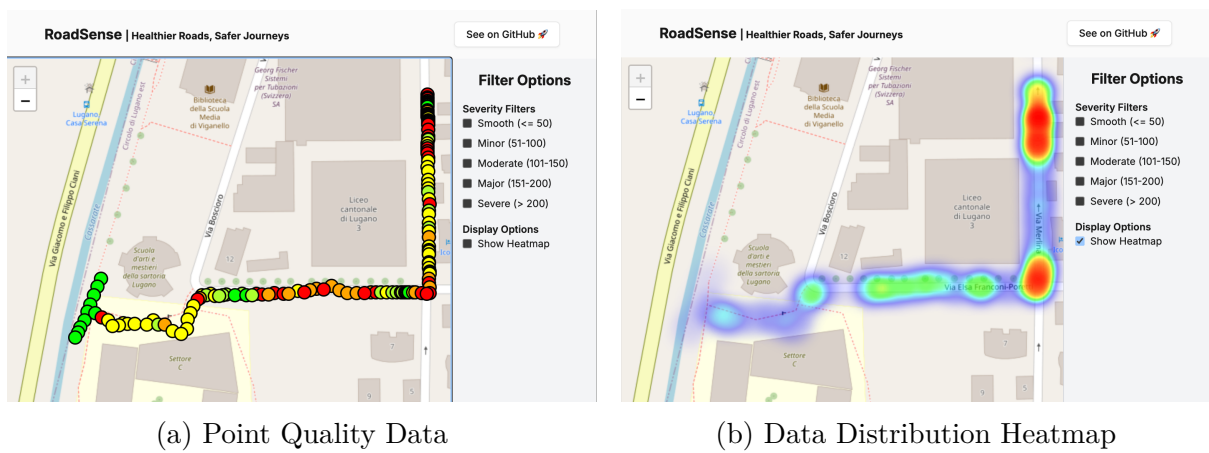 RoadSense | Healthier Roads, Safer Journeys
See on GitHub 🚀
+
−
Georg Fischer
Sistemi
per Tubazioni
(Svizzera)
SA
Biblioteca
della Scuola
Media
di Viganello
Lugano
Casa Serena
Circolo di Lugano est
Via Giacomo e Filippo Ciani
Cassarate
Via Boscioro
Liceo
cantonale
di Lugano
3
12
Scuola
d'arti e
mestieri
della sartoria
Lugano
Settore
C
7
9
5
Filter Options
Severity Filters
Smooth (<= 50)
Minor (51-100)
Moderate (101-150)
Major (151-200)
Severe (> 200)
Display Options
Show Heatmap
(a) Point Quality Data
RoadSense | Healthier Roads, Safer Journeys
See on GitHub 🚀
+
−
Georg Fischer
Sistemi
per Tubazioni
(Svizzera)
SA
Biblioteca
della Scuola
Media
di Viganello
Lugano
Casa Serena
Circolo di Lugano est
Via Giacomo e Filippo Ciani
Cassarate
Via Boscioro
Liceo
cantonale
di Lugano
3
12
Scuola
d'arti e
mestieri
della sartoria
Lugano
Via Merlina
Via Elsa Franconi-Pon
Settore
C
7
9
5
Filter Options
Severity Filters
Smooth (<= 50)
Minor (51-100)
Moderate (101-150)
Major (151-200)
Severe (> 200)
Display Options
Show Heatmap
(b) Data Distribution Heatmap